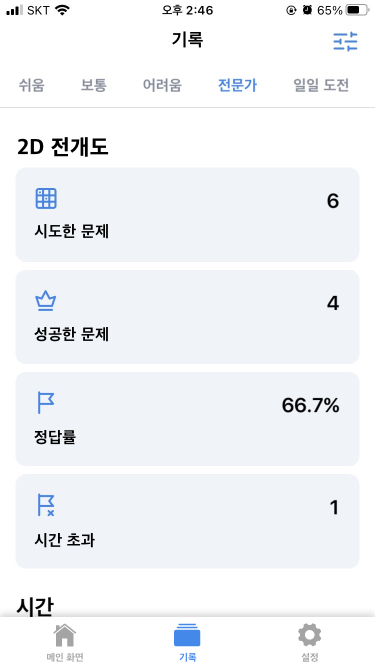 SKT 오후 2:46 65%
기록
쉬움 보통 어려움 전문가 일일 도전
2D 전개도
6
시도한 문제
4
성공한 문제
66.7%
정답률
1
시간 초과
시간
메인 화면 기록 설정